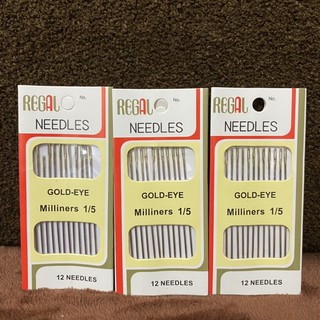 REGAL No.
NEEDLES
GOLD-EYE
Milliners 1/5
12 NEEDLES
REGAL No.
NEEDLES
GOLD-EYE
Milliners 1/5
12 NEEDLES
REGAL No.
NEEDLES
GOLD-EYE
Milliners 1/5
12 NEEDLES